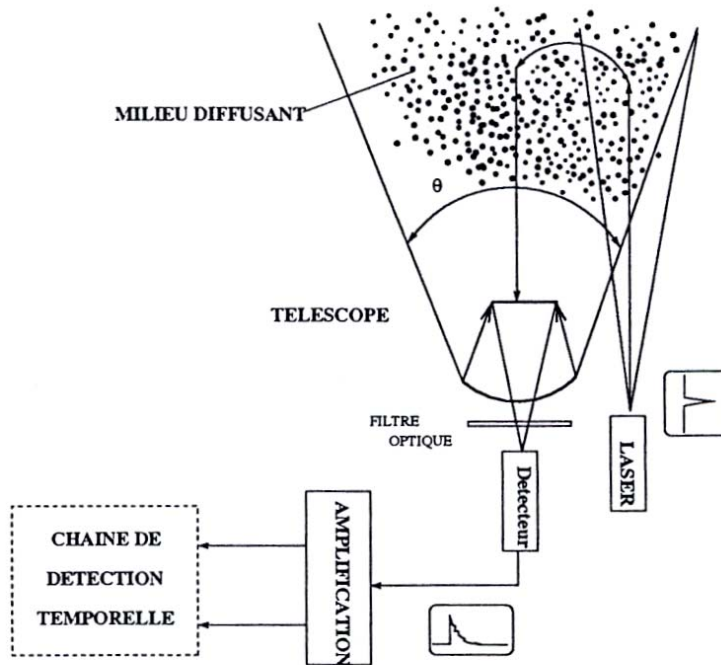 MILIEU DIFFUSANT
θ
TELESCOPE
FILTRE
OPTIQUE
Detecteur
LASER
AMPLIFICATION
CHAINE DE
DETECTION
TEMPORELLE